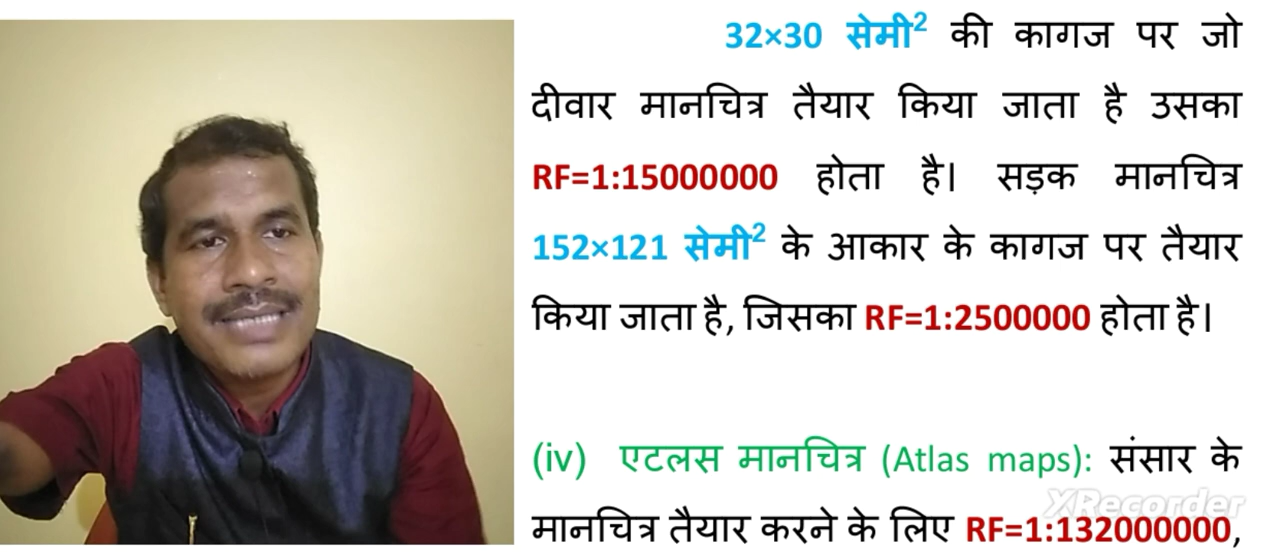 32×30 सेमी² की कागज पर जो
दीवार मानचित्र तैयार किया जाता है उसका
RF=1:15000000 होता है। सड़क मानचित्र
152×121 सेमी² के आकार के कागज पर तैयार
किया जाता है, जिसका RF=1:2500000 होता है।
(iv) एटलस मानचित्र (Atlas maps): संसार के
XRecorder
मानचित्र तैयार करने के लिए RF=1:132000000,